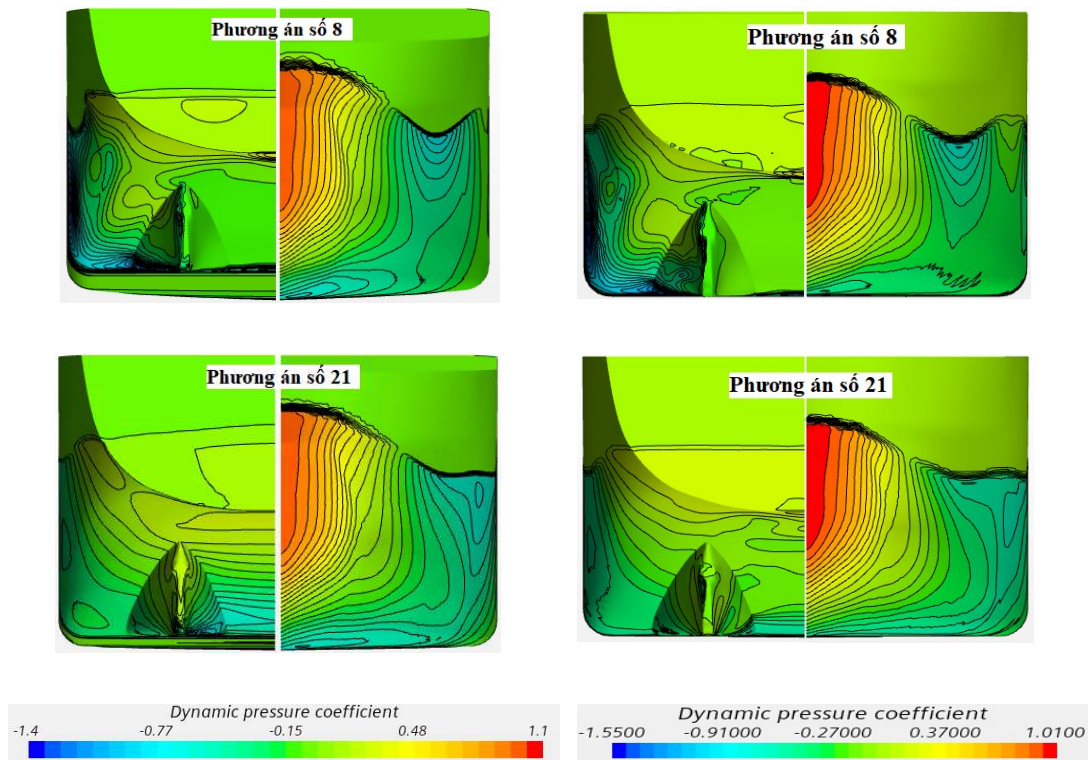 Phương án số 8
Phương án số 8
Phương án số 21
Phương án số 21
Dynamic pressure coefficient
-1.4 -0.77 -0.15 0.48 1.1
Dynamic pressure coefficient
-1.5500 -0.91000 -0.27000 0.37000 1.0100